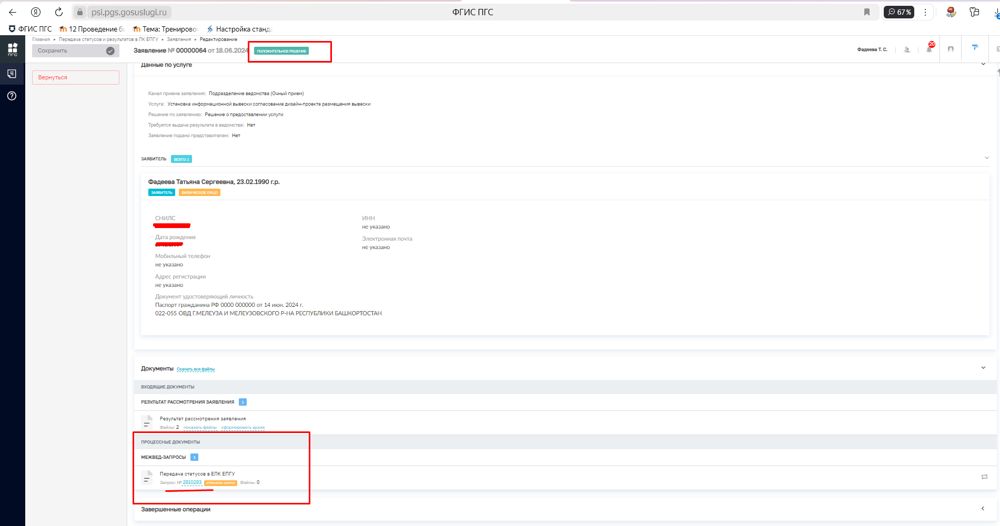 psi.pgs.gosuslugi.ru
ФГИС ПГС
67%
ФГИС ПГС
12 Проведение б
Тема: Тренирово
Настройка станда
Главная ▸ Передача статусов и результатов в ЛК ЕПГУ ▸ Заявления ▸ Редактирование
ПГС
Сохранить
Заявление № 00000064 от 18.06.2024
ПОЛОЖИТЕЛЬНОЕ РЕШЕНИЕ
Фадеева Т. С.
20
Вернуться
Данные по услуге
Канал приема заявления: Подразделение ведомства (Очный прием)
Услуга: Установка информационной вывески согласование дизайн-проекта размещения вывески
Решение по заявлению: Решение о предоставлении услуги
Требуется выдача результата в ведомстве: Нет
Заявление подано представителем: Нет
ЗАЯВИТЕЛЬ ВСЕГО: 1
Фадеева Татьяна Сергеевна, 23.02.1990 г.р.
ЗАЯВИТЕЛЬ ФИЗИЧЕСКОЕ ЛИЦО
СНИЛС
ИНН
не указано
Дата рождения
Электронная почта
не указано
Мобильный телефон
не указано
Адрес регистрации
не указано
Документ удостоверяющий личность
Паспорт гражданина РФ 0000 000000 от 14 июн. 2024 г.
022-055 ОВД Г.МЕЛЕУЗА И МЕЛЕУЗОВСКОГО Р-НА РЕСПУБЛИКИ БАШКОРТОСТАН
Документы Скачать все файлы
ВХОДЯЩИЕ ДОКУМЕНТЫ
РЕЗУЛЬТАТ РАССМОТРЕНИЯ ЗАЯВЛЕНИЯ 1
Результат рассмотрения заявления
Файлы: 2 показать файлы сформировать архив
ПРОЦЕССНЫЕ ДОКУМЕНТЫ
МЕЖВЕД-ЗАПРОСЫ 1
Передача статусов в ЕЛК ЕПГУ
Запрос: № 2810283 ОТПРАВЛЕН ЗАПРОС Файлы: 0
Завершенные операции